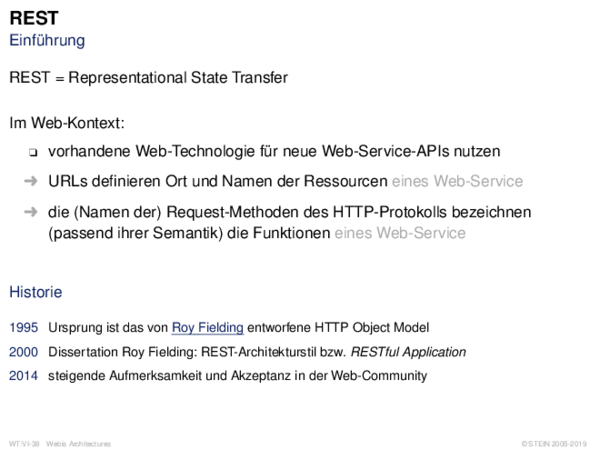 REST
Einführung
REST = Representational State Transfer
Im Web-Kontext:
❏ vorhandene Web-Technologie für neue Web-Service-APIs nutzen
➜ URLs definieren Ort und Namen der Ressourcen eines Web-Service
➜ die (Namen der) Request-Methoden des HTTP-Protokolls bezeichnen
(passend ihrer Semantik) die Funktionen eines Web-Service
Historie
1995 Ursprung ist das von Roy Fielding entworfene HTTP Object Model
2000 Dissertation Roy Fielding: REST-Architekturstil bzw. RESTful Application
2014 steigende Aufmerksamkeit und Akzeptanz in der Web-Community
WT:VI-38 Webis Architectures © STEIN 2005-2019